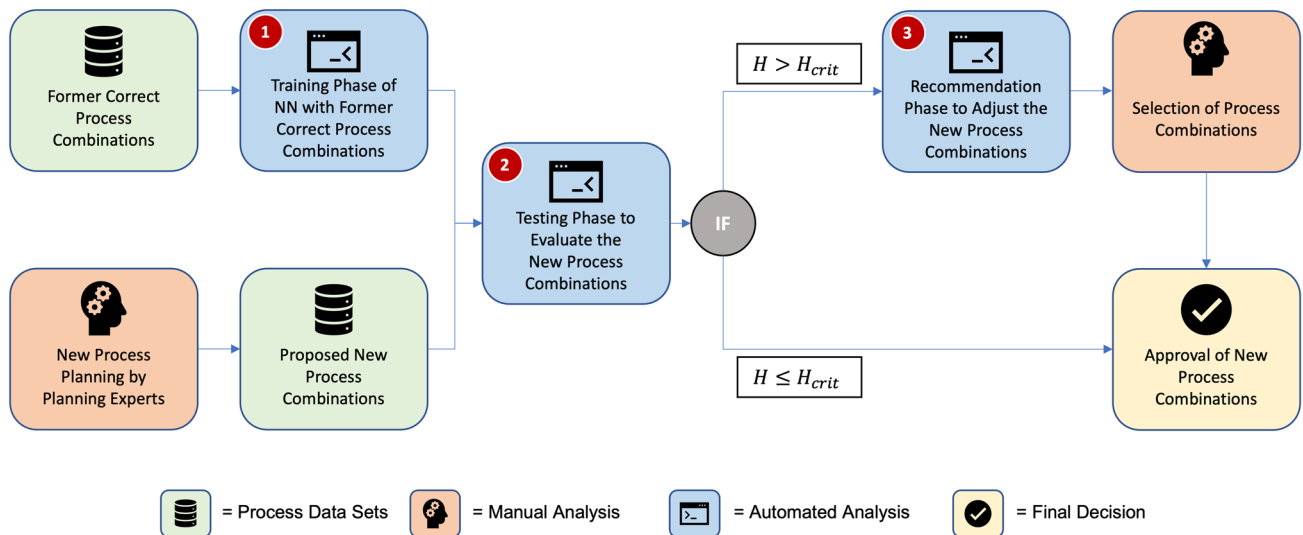 Former Correct
Process
Combinations
1
Training Phase of
NN with Former
Correct Process
Combinations
2
Testing Phase to
Evaluate the
New Process
Combinations
New Process
Planning by
Planning Experts
Proposed New
Process
Combinations
IF
H > H_crit
H ≤ H_crit
3
Recommendation
Phase to Adjust the
New Process
Combinations
Selection of Process
Combinations
Approval of New
Process
Combinations
= Process Data Sets
= Manual Analysis
= Automated Analysis
= Final Decision